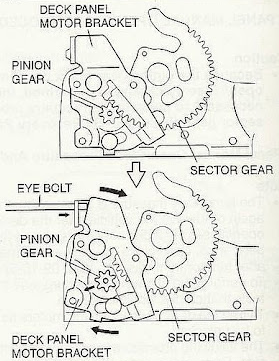 DECK PANEL
MOTOR BRACKET
PINION
GEAR
SECTOR GEAR
EYE BOLT
PINION
GEAR
SECTOR GEAR
DECK PANEL
MOTOR BRACKET